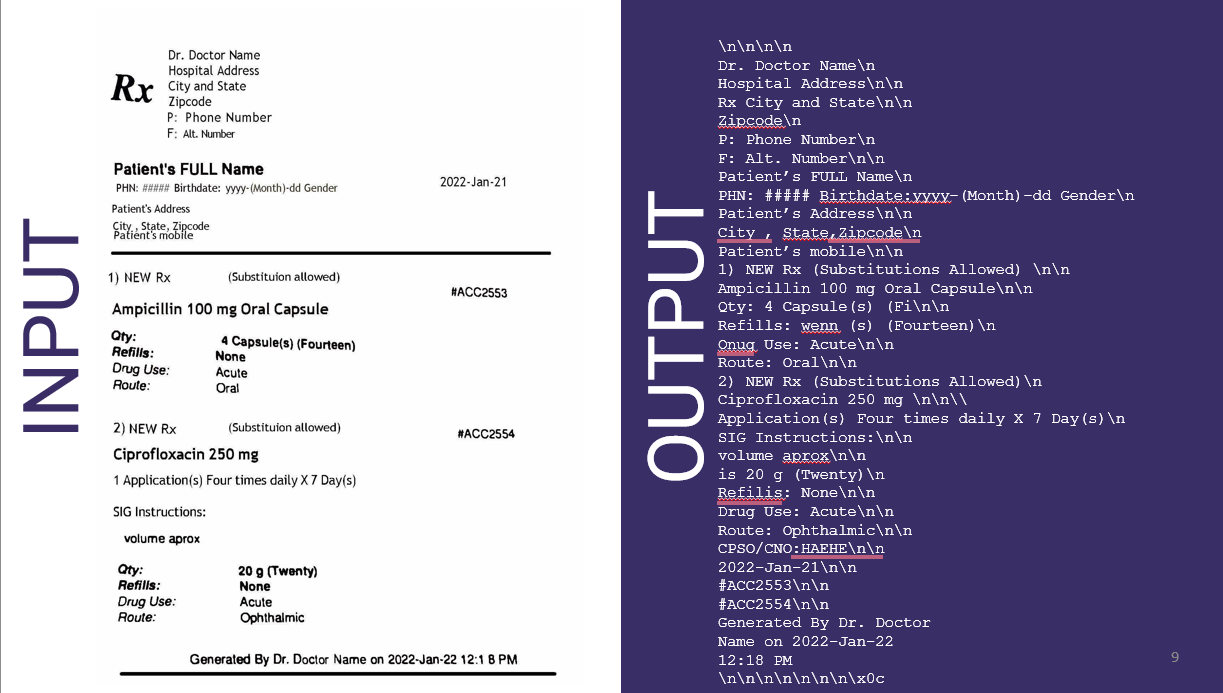 INPUT
Rx
Dr. Doctor Name
Hospital Address
City and State
Zipcode
P: Phone Number
F: Alt. Number
Patient's FULL Name
PHN: ##### Birthdate: yyyy-(Month)-dd Gender
2022-Jan-21
Patient's Address
City , State, Zipcode
Patient's mobile
1) NEW Rx (Substituion allowed)
#ACC2553
Ampicillin 100 mg Oral Capsule
Qty: 4 Capsule(s) (Fourteen)
Refills: None
Drug Use: Acute
Route: Oral
2) NEW Rx (Substituion allowed)
#ACC2554
Ciprofloxacin 250 mg
1 Application(s) Four times daily X 7 Day(s)
SIG Instructions:
volume aprox
Qty: 20 g (Twenty)
Refills: None
Drug Use: Acute
Route: Ophthalmic
Generated By Dr. Doctor Name on 2022-Jan-22 12:1 8 PM
OUTPUT
\n\n\n\n
Dr. Doctor Name\n
Hospital Address\n\n
Rx City and State\n\n
Zipcode\n
P: Phone Number\n
F: Alt. Number\n\n
Patient’s FULL Name\n
PHN: ##### Birthdate:yyyy-(Month)-dd Gender\n
Patient’s Address\n\n
City , State,Zipcode\n
Patient’s mobile\n\n
1) NEW Rx (Substitutions Allowed) \n\n
Ampicillin 100 mg Oral Capsule\n\n
Qty: 4 Capsule(s) (Fi\n\n
Refills: wenn (s) (Fourteen)\n
Onug Use: Acute\n\n
Route: Oral\n\n
2) NEW Rx (Substitutions Allowed)\n
Ciprofloxacin 250 mg \n\n\\
Application(s) Four times daily X 7 Day(s)\n
SIG Instructions:\n\n
volume aprox\n\n
is 20 g (Twenty)\n
Refilis: None\n\n
Drug Use: Acute\n\n
Route: Ophthalmic\n\n
CPSO/CNO:HAEHE\n\n
2022-Jan-21\n\n
#ACC2553\n\n
#ACC2554\n\n
Generated By Dr. Doctor
Name on 2022-Jan-22
12:18 PM
\n\n\n\n\n\n\n\x0c
9